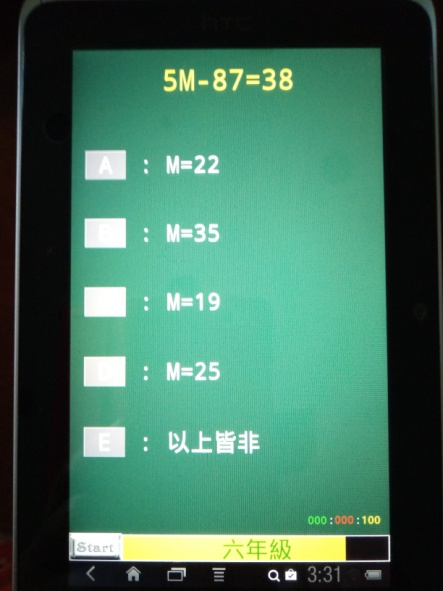 hTC
5M-87=38
A : M=22
B : M=35
: M=19
D : M=25
E : 以上皆非
000:000:100
Start 六年級
3:31